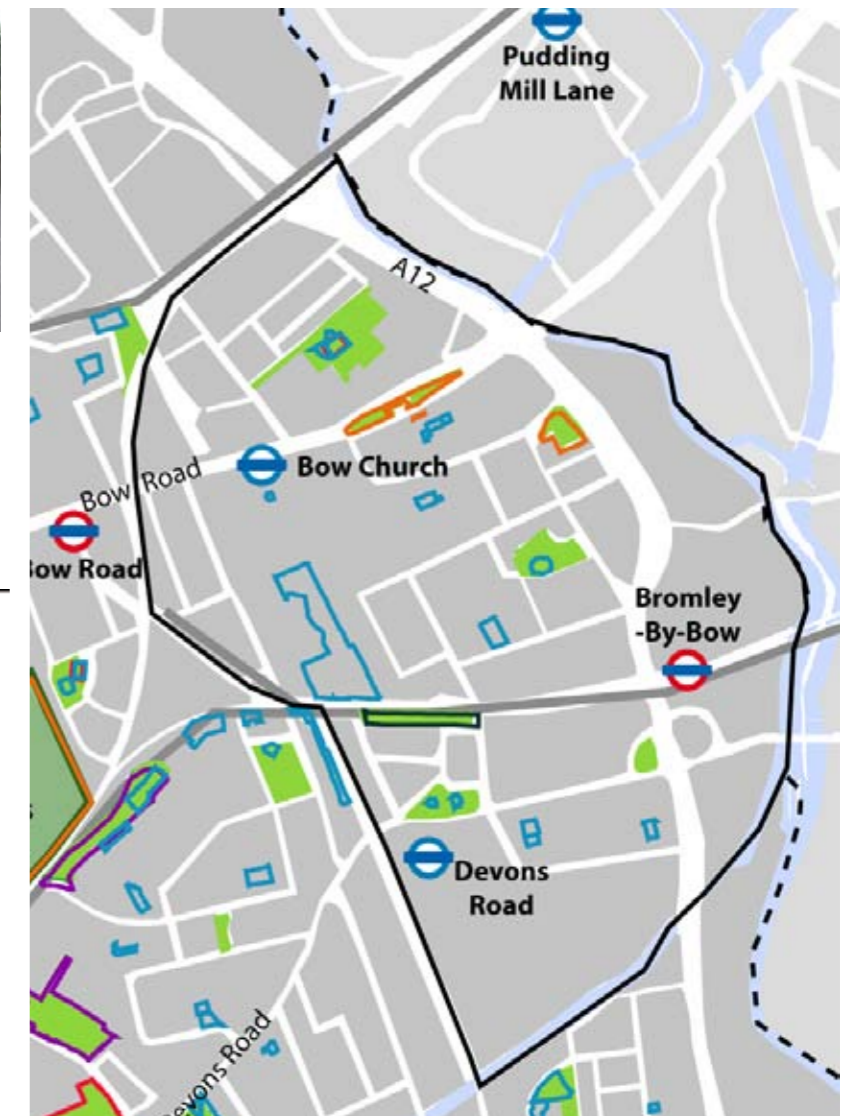 Pudding
Mill Lane
A12
Bow Church
Bow Road
Bow Road
Bromley
-By-Bow
Devons
Road
Devons Road